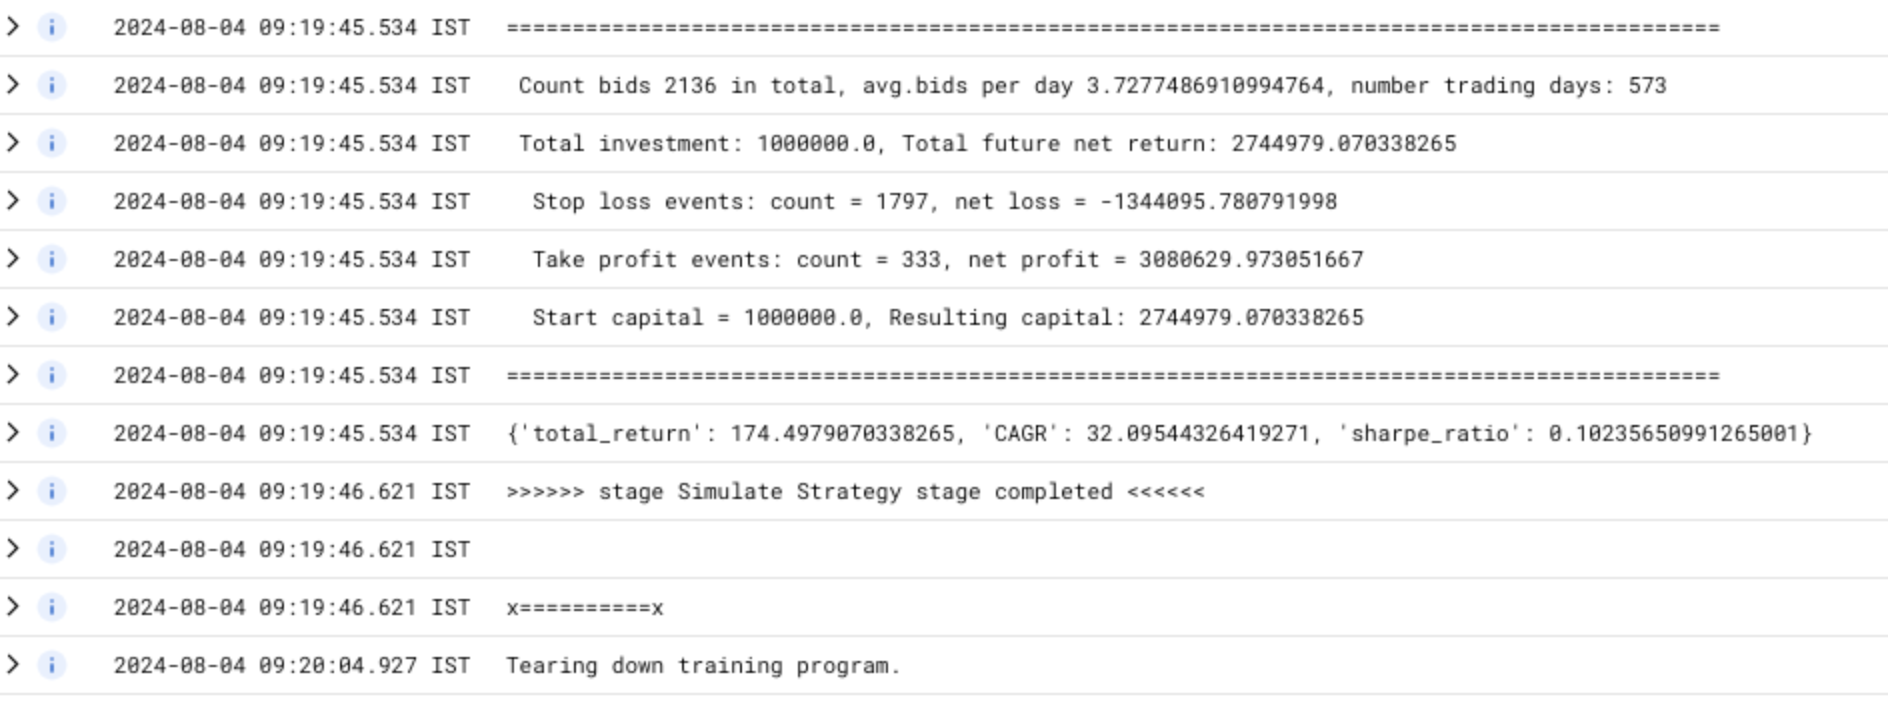 2024-08-04 09:19:45.534 IST ============================================================================================
2024-08-04 09:19:45.534 IST Count bids 2136 in total, avg.bids per day 3.7277486910994764, number trading days: 573
2024-08-04 09:19:45.534 IST Total investment: 1000000.0, Total future net return: 2744979.070338265
2024-08-04 09:19:45.534 IST Stop loss events: count = 1797, net loss = -1344095.780791998
2024-08-04 09:19:45.534 IST Take profit events: count = 333, net profit = 3080629.973051667
2024-08-04 09:19:45.534 IST Start capital = 1000000.0, Resulting capital: 2744979.070338265
2024-08-04 09:19:45.534 IST ============================================================================================
2024-08-04 09:19:45.534 IST {'total_return': 174.4979070338265, 'CAGR': 32.09544326419271, 'sharpe_ratio': 0.10235650991265001}
2024-08-04 09:19:46.621 IST >>>>>> stage Simulate Strategy stage completed <<<<<<
2024-08-04 09:19:46.621 IST
2024-08-04 09:19:46.621 IST x==========x
2024-08-04 09:20:04.927 IST Tearing down training program.